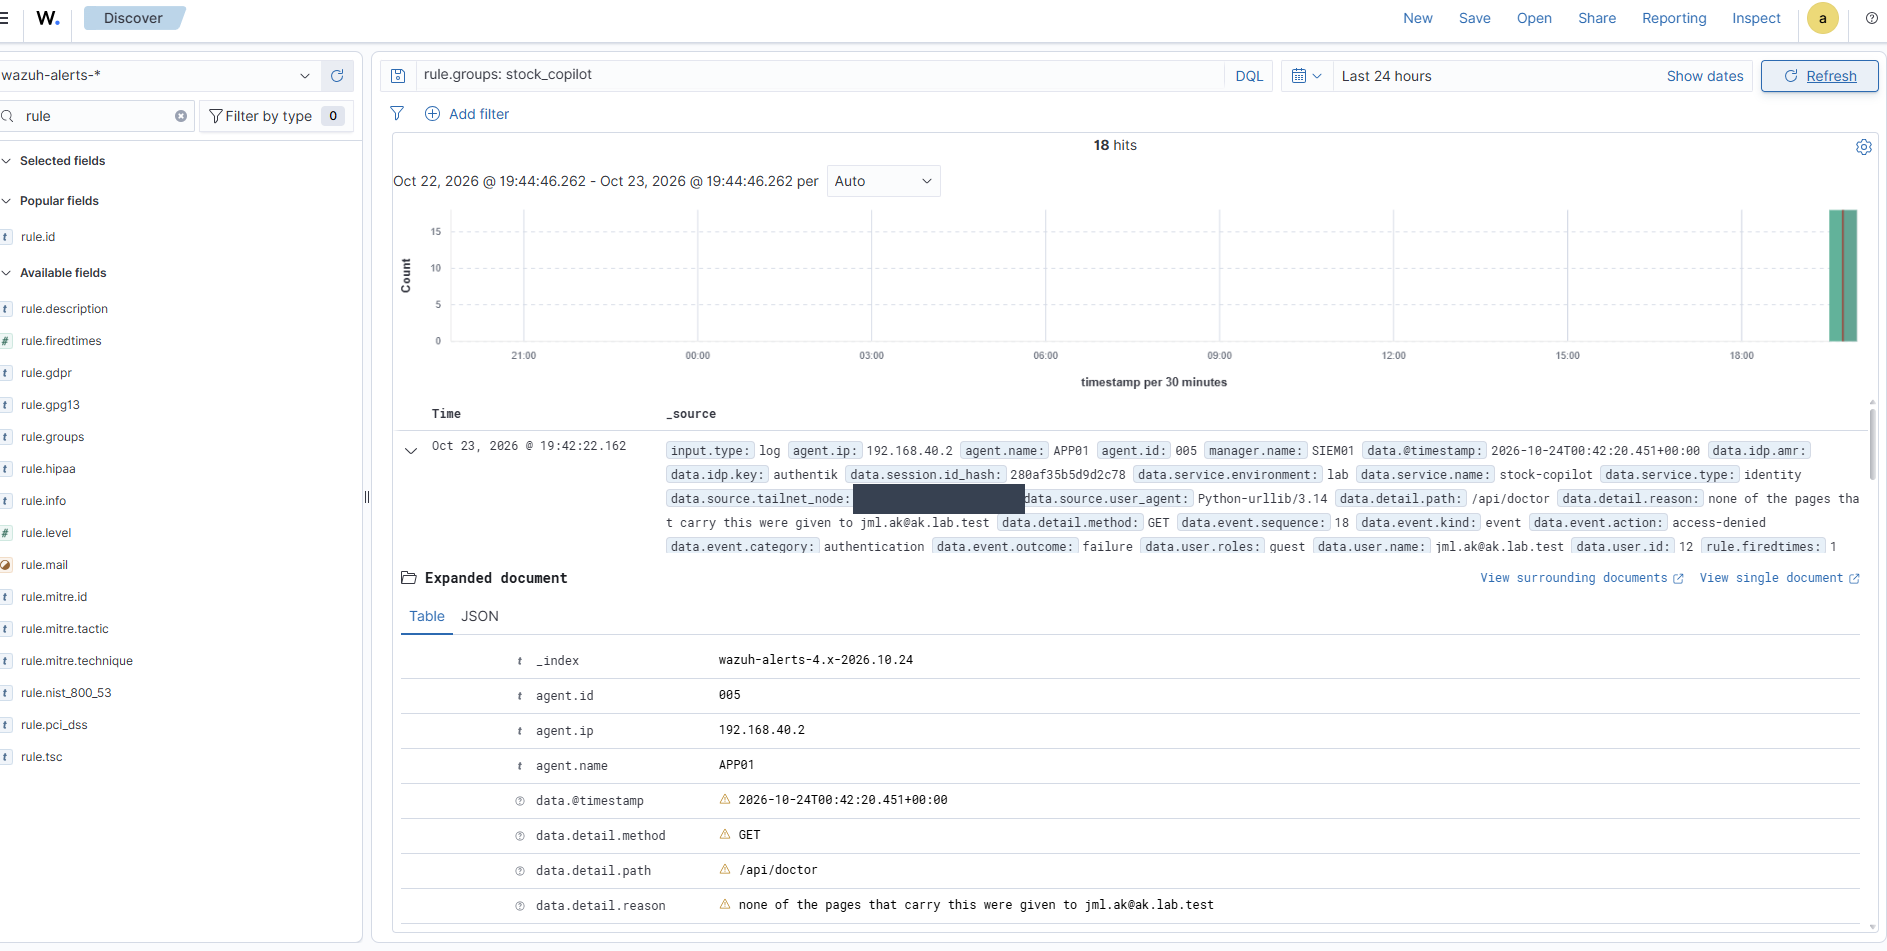 W. Discover New Save Open Share Reporting Inspect a
wazuh-alerts-*
rule
Filter by type 0
Selected fields
Popular fields
t rule.id
Available fields
t rule.description
# rule.firedtimes
t rule.gdpr
t rule.gpg13
t rule.groups
t rule.hipaa
t rule.info
# rule.level
rule.mail
t rule.mitre.id
t rule.mitre.tactic
t rule.mitre.technique
t rule.nist_800_53
t rule.pci_dss
t rule.tsc
rule.groups: stock_copilot DQL Last 24 hours Show dates Refresh
Add filter
18 hits
Oct 22, 2026 @ 19:44:46.262 - Oct 23, 2026 @ 19:44:46.262 per Auto
Count
15
10
5
0
21:00 00:00 03:00 06:00 09:00 12:00 15:00 18:00
timestamp per 30 minutes
Time _source
Oct 23, 2026 @ 19:42:22.162
input.type: log agent.ip: 192.168.40.2 agent.name: APP01 agent.id: 005 manager.name: SIEM01 data.@timestamp: 2026-10-24T00:42:20.451+00:00 data.idp.amr:
data.idp.key: authentik data.session.id_hash: 280af35b5d9d2c78 data.service.environment: lab data.service.name: stock-copilot data.service.type: identity
data.source.tailnet_node: data.source.user_agent: Python-urllib/3.14 data.detail.path: /api/doctor data.detail.reason: none of the pages tha
t carry this were given to jml.ak@ak.lab.test data.detail.method: GET data.event.sequence: 18 data.event.kind: event data.event.action: access-denied
data.event.category: authentication data.event.outcome: failure data.user.roles: guest data.user.name: jml.ak@ak.lab.test data.user.id: 12 rule.firedtimes: 1
Expanded document View surrounding documents View single document
Table JSON
t _index wazuh-alerts-4.x-2026.10.24
t agent.id 005
t agent.ip 192.168.40.2
t agent.name APP01
data.@timestamp 2026-10-24T00:42:20.451+00:00
data.detail.method GET
data.detail.path /api/doctor
data.detail.reason none of the pages that carry this were given to jml.ak@ak.lab.test